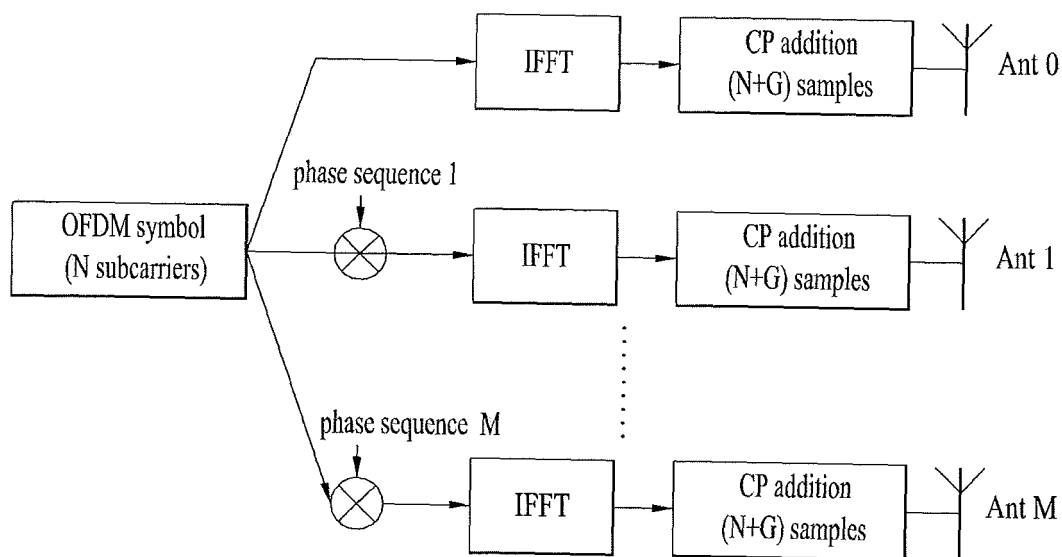 IFFT
CP addition
(N+G) samples
Ant 0
phase sequence 1
OFDM symbol
(N subcarriers)
IFFT
CP addition
(N+G) samples
Ant 1
phase sequence M
IFFT
CP addition
(N+G) samples
Ant M